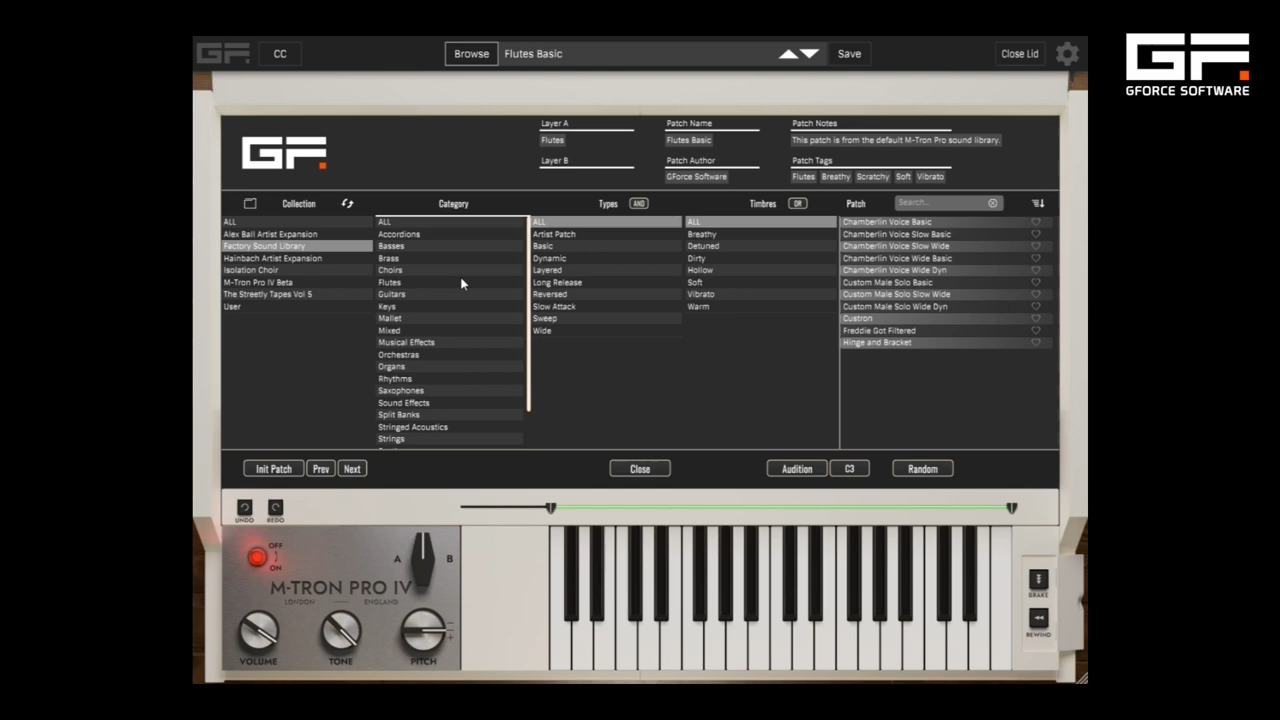 GF.
GFORCE SOFTWARE
GF. CC Browse Flutes Basic Save Close Lid
GF.
Layer A Patch Name Patch Notes
Flutes Flutes Basic This patch is from the default M-Tron Pro sound library.
Layer B Patch Author Patch Tags
GForce Software Flutes Breathy Scratchy Soft Vibrato
Collection Category Types AND Timbres OR Patch Search...
ALL ALL ALL ALL Chamberlin Voice Basic
Alex Ball Artist Expansion Accordions Artist Patch Breathy Chamberlin Voice Slow Basic
Factory Sound Library Basses Basic Detuned Chamberlin Voice Slow Wide
Hainbach Artist Expansion Brass Dynamic Dirty Chamberlin Voice Wide Basic
Isolation Choir Choirs Layered Hollow Chamberlin Voice Wide Dyn
M-Tron Pro IV Beta Flutes Long Release Soft Custom Male Solo Basic
The Streetly Tapes Vol 5 Guitars Reversed Vibrato Custom Male Solo Slow Wide
User Keys Slow Attack Warm Custom Male Solo Wide Dyn
Mallet Sweep Custron
Mixed Wide Freddie Got Filtered
Musical Effects Hinge and Bracket
Orchestras
Organs
Rhythms
Saxophones
Sound Effects
Split Banks
Stringed Acoustics
Strings
Init Patch Prev Next Close Audition C3 Random
UNDO REDO
OFF
ON
A B
M-TRON PRO IV
LONDON ENGLAND
VOLUME TONE PITCH
BRAKE
REWIND